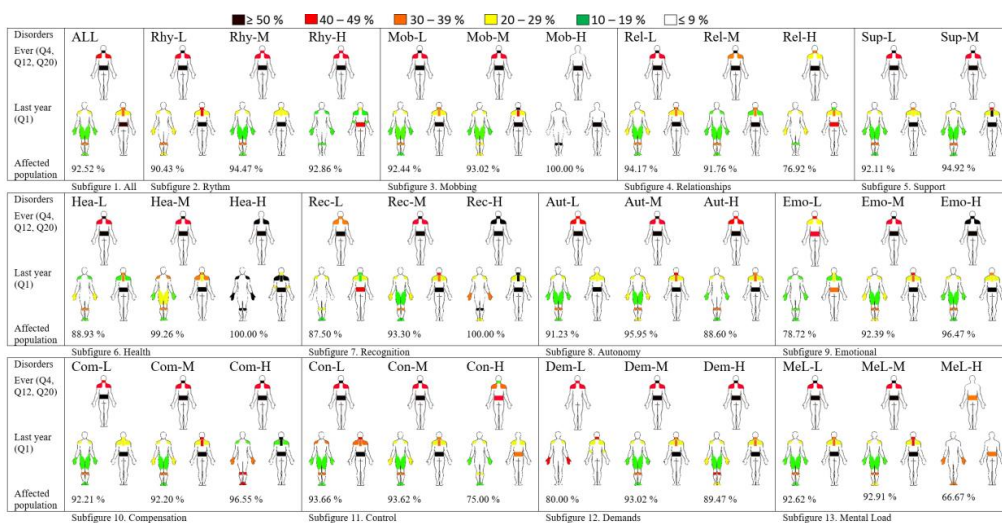 ≥ 50 % 40 – 49 % 30 – 39% 20 – 29 % 10 – 19 % ≤ 9 %
Disorders ALL Rhy-L Rhy-M Rhy-H Mob-L Mob-M Mob-H Rel-L Rel-M Rel-H Sup-L Sup-M
Ever (Q4,
Q12, Q20)
Last year
(Q1)
Affected
population 92.52 % 90.43 % 94.47 % 92.86 % 92.44 % 93.02 % 100.00 % 94.17 % 91.76 % 76.92 % 92.11 % 94.92 %
Subfigure 1. All Subfigure 2. Rythm Subfigure 3. Mobbing Subfigure 4. Relationships Subfigure 5. Support
Disorders Hea-L Hea-M Hea-H Rec-L Rec-M Rec-H Aut-L Aut-M Aut-H Emo-L Emo-M Emo-H
Ever (Q4,
Q12, Q20)
Last year
(Q1)
Affected
population 88.93 % 99.26 % 100.00 % 87.50 % 93.30 % 100.00 % 91.23 % 95.95 % 88.60 % 78.72 % 92.39 % 96.47 %
Subfigure 6. Health Subfigure 7. Recognition Subfigure 8. Autonomy Subfigure 9. Emotional
Disorders Com-L Com-M Com-H Con-L Con-M Con-H Dem-L Dem-M Dem-H MeL-L MeL-M MeL-H
Ever (Q4,
Q12, Q20)
Last year
(Q1)
Affected
population 92.21 % 92.20 % 96.55 % 93.66 % 93.62 % 75.00 % 80.00 % 93.02 % 89.47 % 92.62 % 92.91 % 66.67 %
Subfigure 10. Compensation Subfigure 11. Control Subfigure 12. Demands Subfigure 13. Mental Load